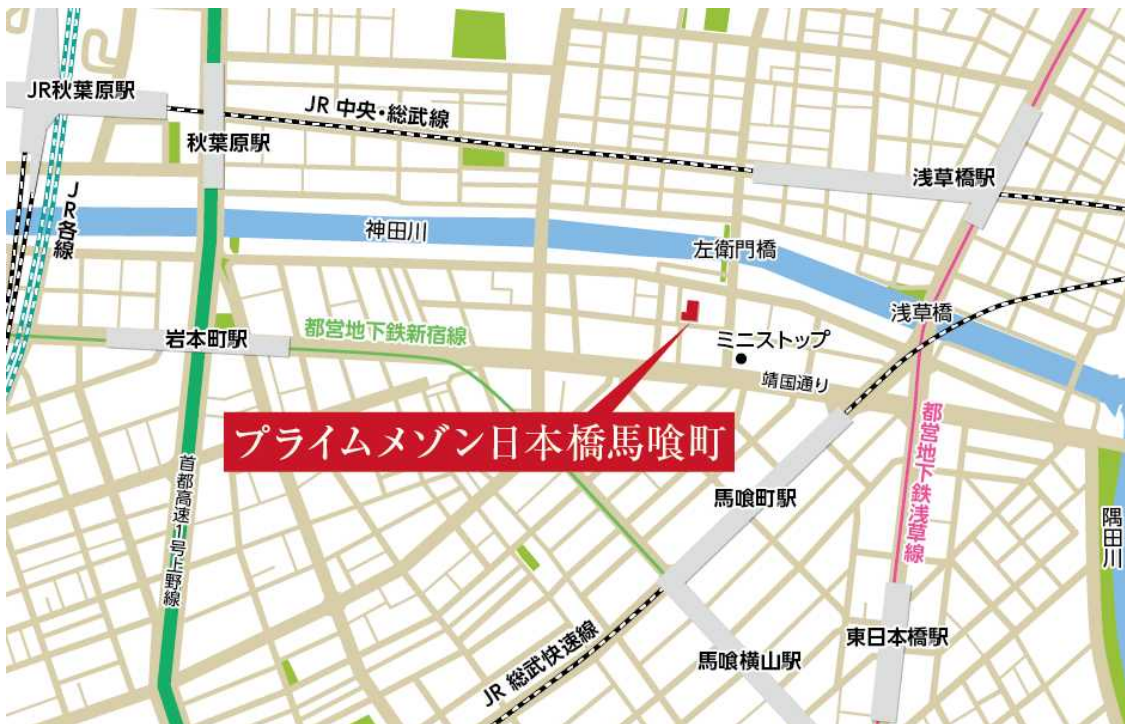 JR秋葉原駅
JR 中央・総武線
秋葉原駅
浅草橋駅
JR各線
神田川
左衛門橋
浅草橋
岩本町駅
都営地下鉄新宿線
ミニストップ
靖国通り
プライムメゾン日本橋馬喰町
都営地下鉄浅草線
首都高速1号上野線
馬喰町駅
隅田川
東日本橋駅
JR 総武快速線
馬喰横山駅